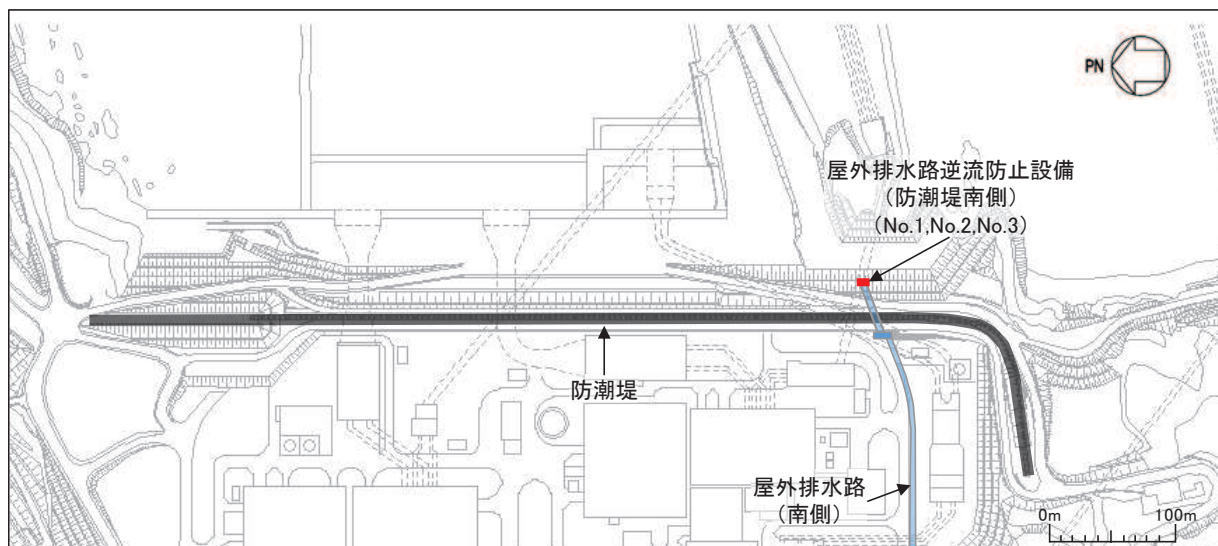 PN
屋外排水路逆流防止設備
（防潮堤南側）
（No.1,No.2,No.3）
防潮堤
屋外排水路
（南側）
0m
100m